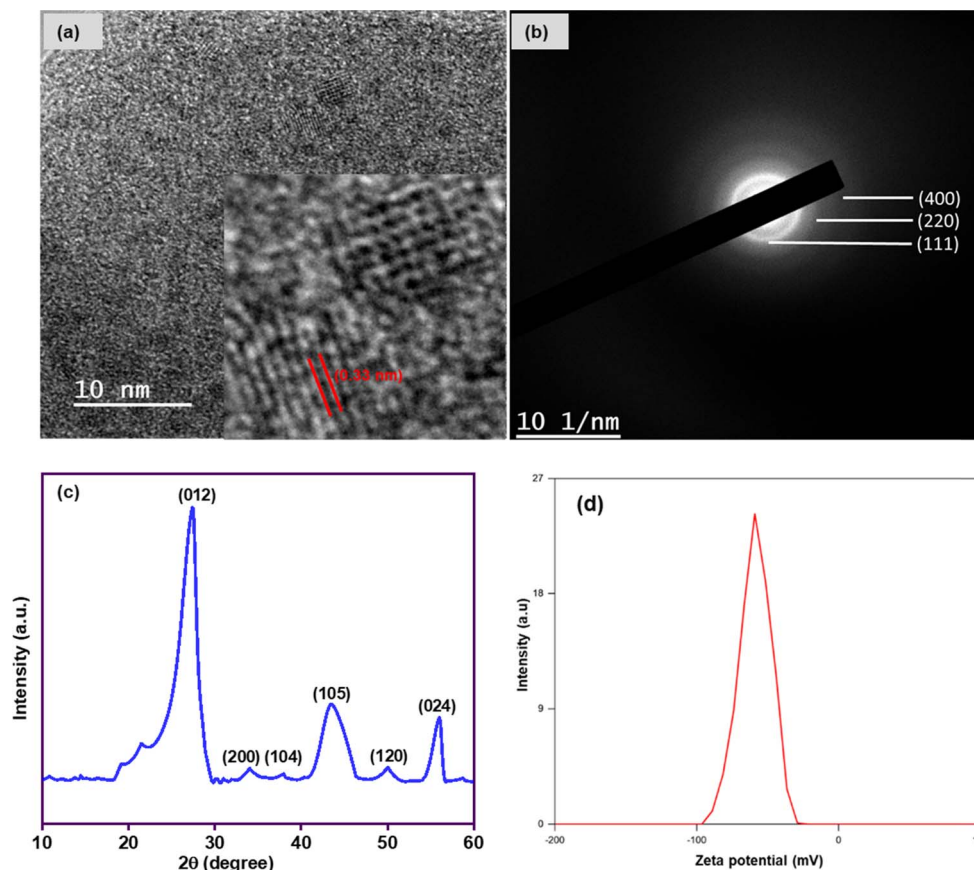 (a)
10 nm
(0.33 nm)
(b)
(400)
(220)
(111)
10 1/nm
(c)
(012)
(200)
(104)
(105)
(120)
(024)
Intensity (a.u.)
10
20
30
40
50
60
2θ (degree)
(d)
27
18
9
0
Intensity (a.u)
-200
-100
0
Zeta potential (mV)